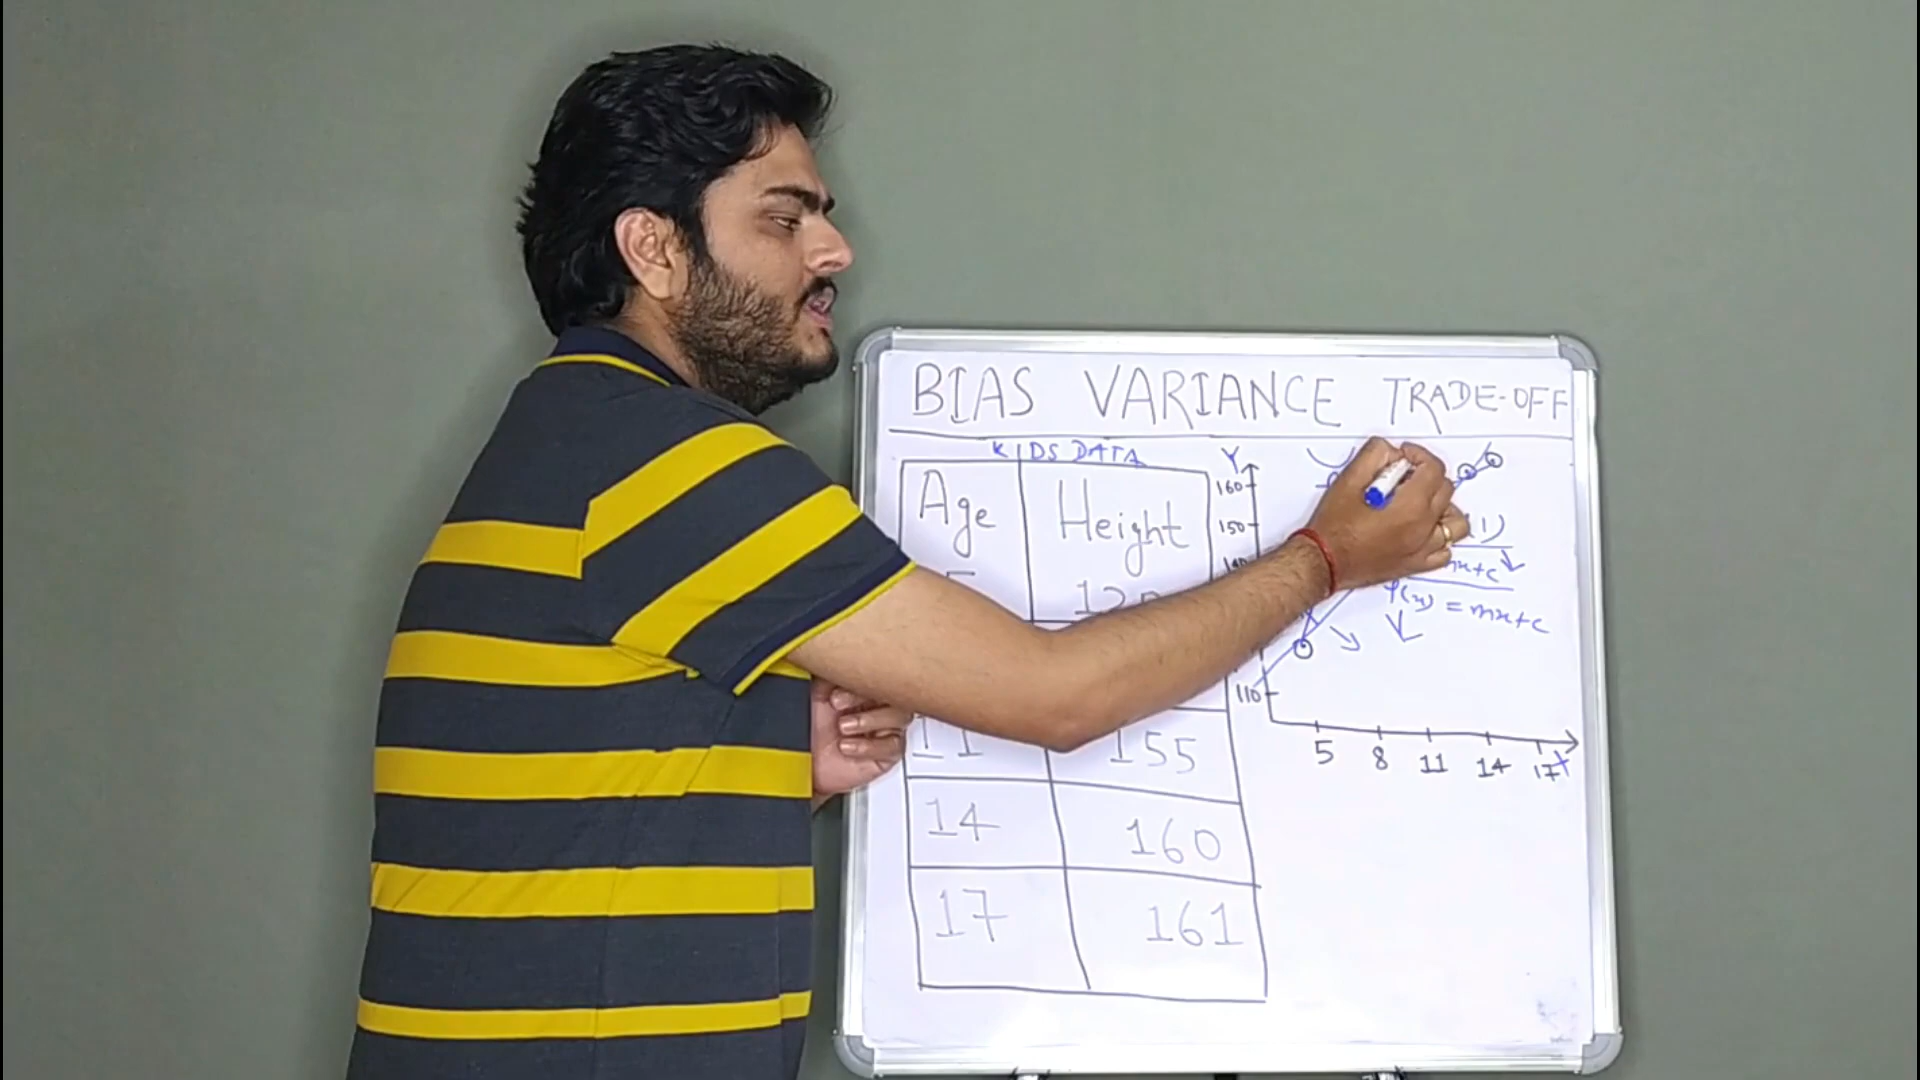 BIAS VARIANCE TRADE-OFF
KIDS DATA
Age Height
11 155
14 160
17 161
Y
160
150
110
5 8 11 14 17
X
mx+c
f(x) = mx+c